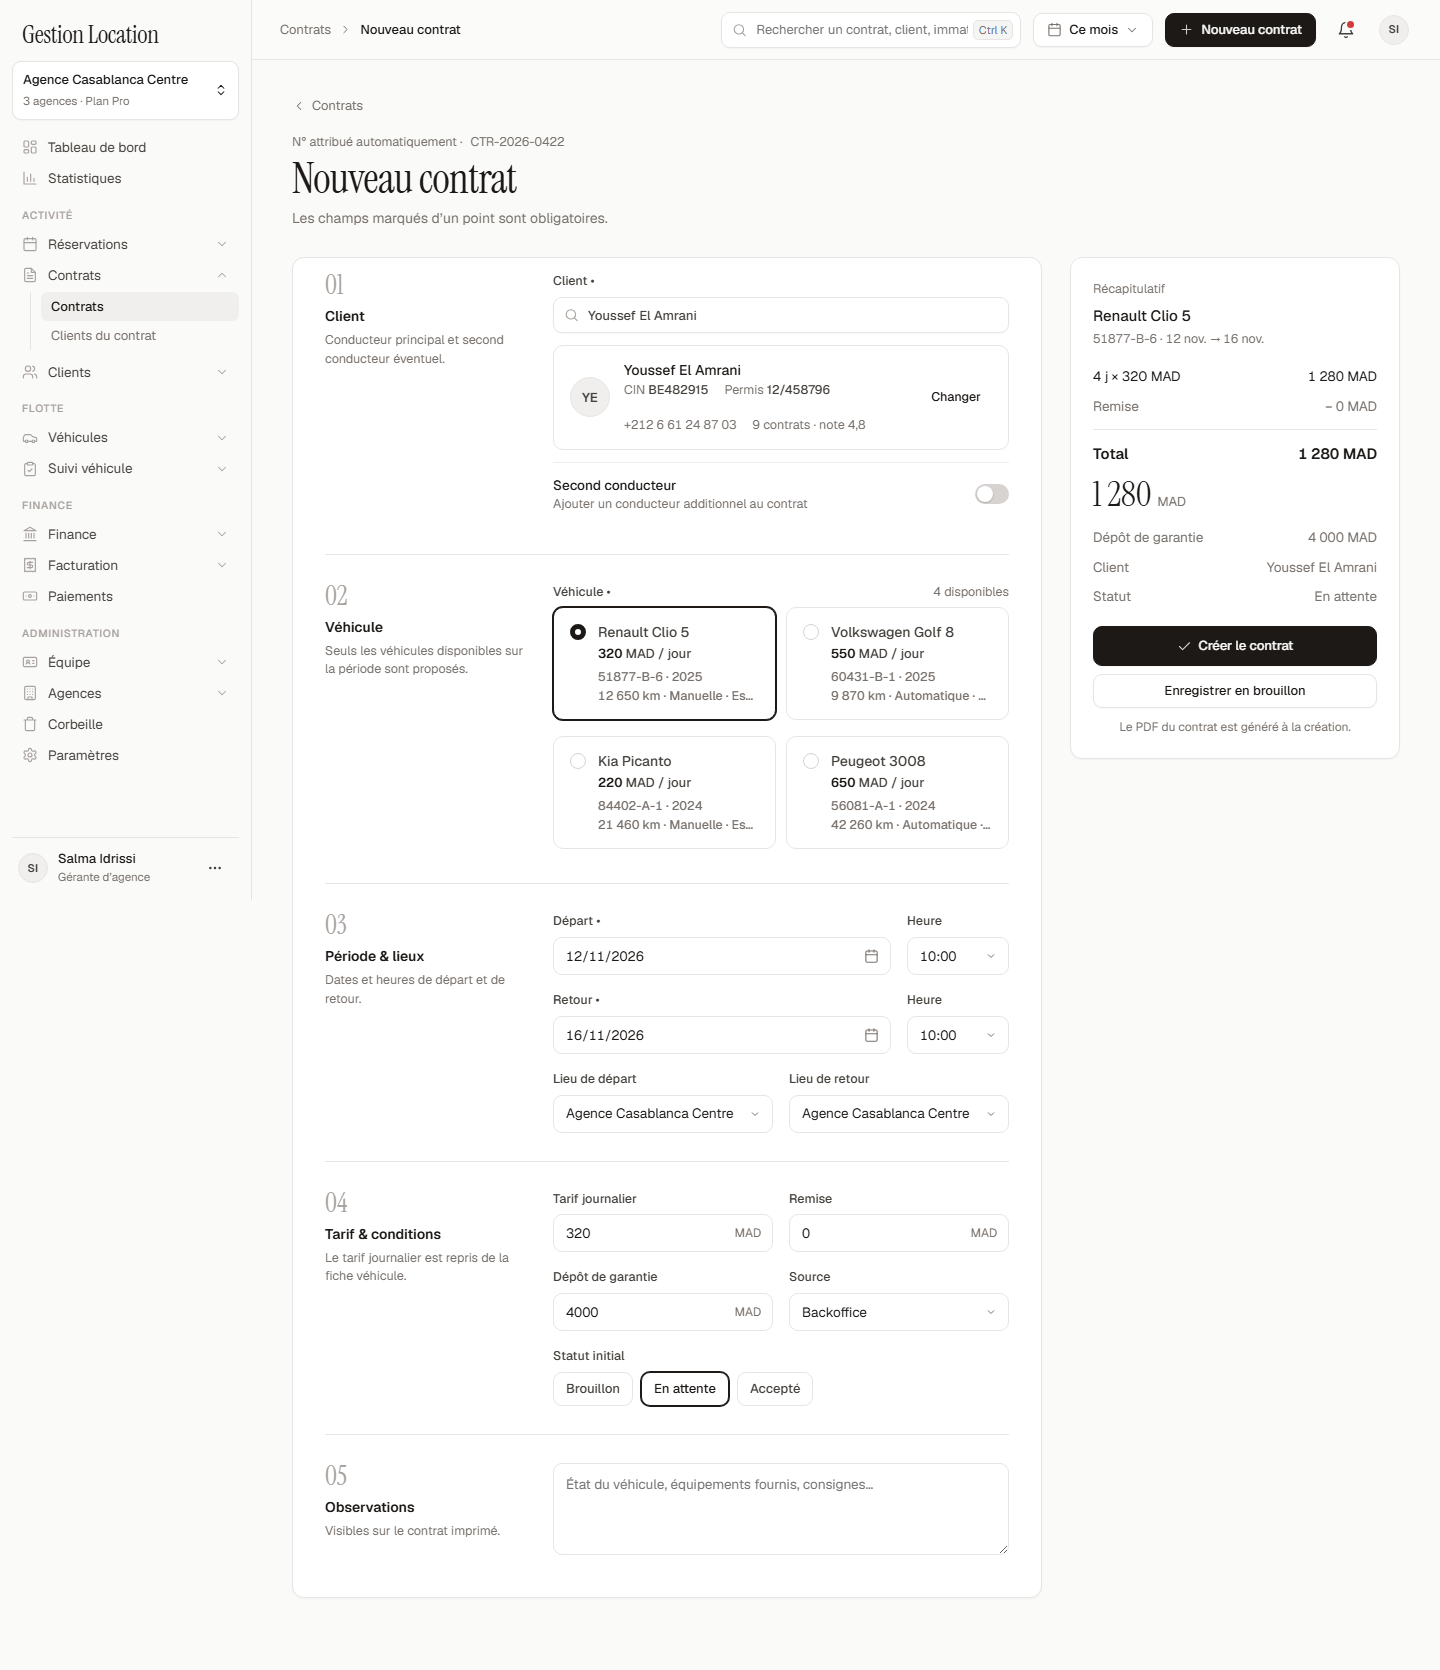 Gestion Location
Agence Casablanca Centre
3 agences · Plan Pro
Tableau de bord
Statistiques
ACTIVITÉ
Réservations
Contrats
Contrats
Clients du contrat
Clients
FLOTTE
Véhicules
Suivi véhicule
FINANCE
Finance
Facturation
Paiements
ADMINISTRATION
Équipe
Agences
Corbeille
Paramètres
SI
Salma Idrissi
Gérante d'agence
Contrats
Nouveau contrat
Rechercher un contrat, client, immat
Ctrl K
Ce mois
Nouveau contrat
SI
Contrats
N° attribué automatiquement · CTR-2026-0422
Nouveau contrat
Les champs marqués d'un point sont obligatoires.
01
Client
Conducteur principal et second
conducteur éventuel.
Client •
Youssef El Amrani
YE
Youssef El Amrani
CIN BE482915 Permis 12/458796
+212 6 61 24 87 03 9 contrats · note 4,8
Changer
Second conducteur
Ajouter un conducteur additionnel au contrat
02
Véhicule
Seuls les véhicules disponibles sur
la période sont proposés.
Véhicule •
4 disponibles
Renault Clio 5
320 MAD / jour
51877-B-6 · 2025
12 650 km · Manuelle · Es…
Volkswagen Golf 8
550 MAD / jour
60431-B-1 · 2025
9 870 km · Automatique · …
Kia Picanto
220 MAD / jour
84402-A-1 · 2024
21 460 km · Manuelle · Es…
Peugeot 3008
650 MAD / jour
56081-A-1 · 2024
42 260 km · Automatique ·…
03
Période & lieux
Dates et heures de départ et de
retour.
Départ •
12/11/2026
Heure
10:00
Retour •
16/11/2026
Heure
10:00
Lieu de départ
Agence Casablanca Centre
Lieu de retour
Agence Casablanca Centre
04
Tarif & conditions
Le tarif journalier est repris de la
fiche véhicule.
Tarif journalier
320 MAD
Remise
0 MAD
Dépôt de garantie
4000 MAD
Source
Backoffice
Statut initial
Brouillon
En attente
Accepté
05
Observations
Visibles sur le contrat imprimé.
État du véhicule, équipements fournis, consignes…
Récapitulatif
Renault Clio 5
51877-B-6 · 12 nov. → 16 nov.
4 j × 320 MAD 1 280 MAD
Remise − 0 MAD
Total 1 280 MAD
1 280 MAD
Dépôt de garantie 4 000 MAD
Client Youssef El Amrani
Statut En attente
Créer le contrat
Enregistrer en brouillon
Le PDF du contrat est généré à la création.